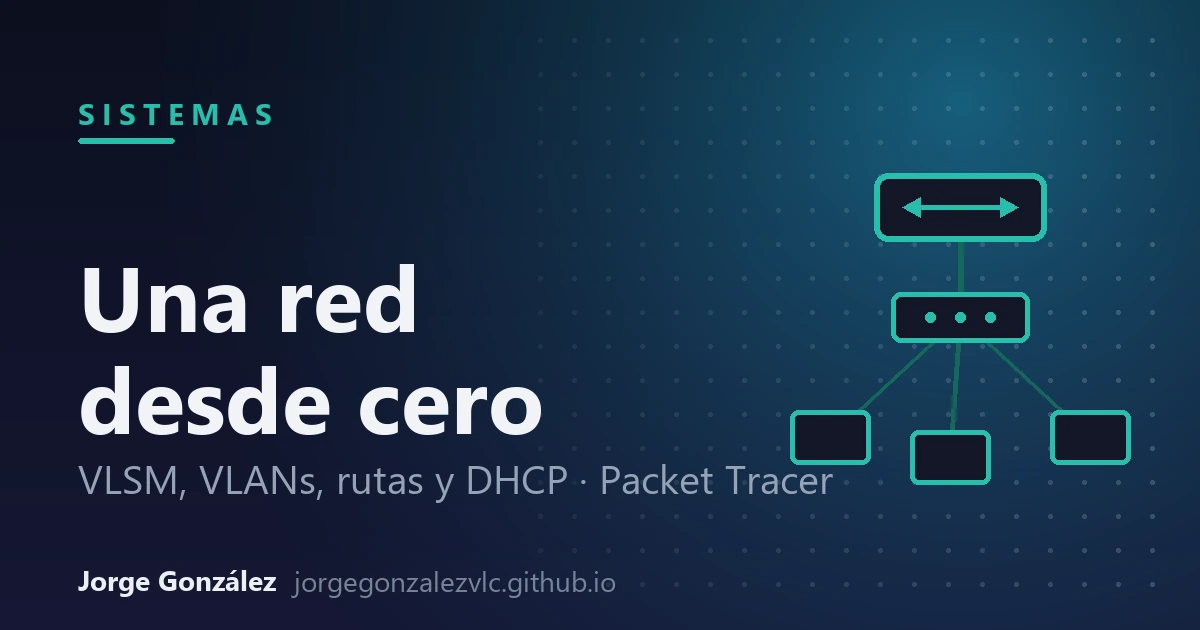 SISTEMAS
Una red
desde cero
VLSM, VLANs, rutas y DHCP · Packet Tracer
Jorge González jorgegonzalezvlc.github.io